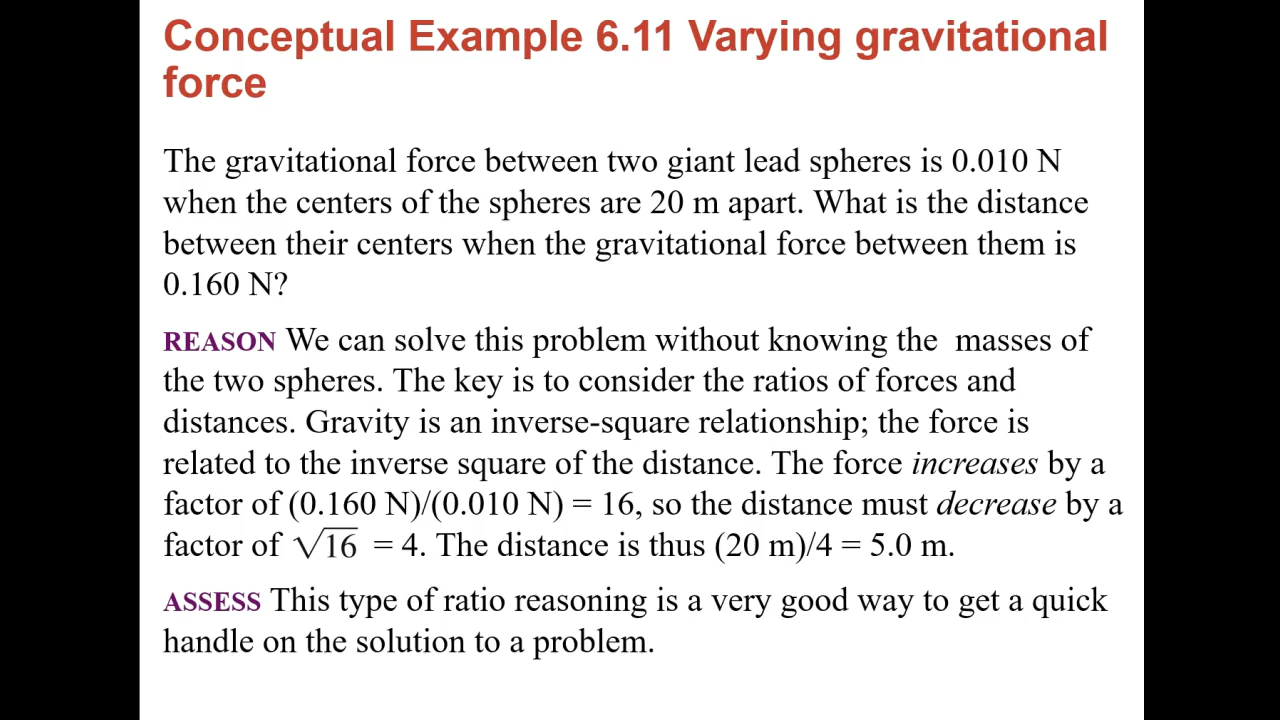 Conceptual Example 6.11 Varying gravitational
force
The gravitational force between two giant lead spheres is 0.010 N
when the centers of the spheres are 20 m apart. What is the distance
between their centers when the gravitational force between them is
0.160 N?
REASON We can solve this problem without knowing the masses of
the two spheres. The key is to consider the ratios of forces and
distances. Gravity is an inverse-square relationship; the force is
related to the inverse square of the distance. The force increases by a
factor of (0.160 N)/(0.010 N) = 16, so the distance must decrease by a
factor of √16 = 4. The distance is thus (20 m)/4 = 5.0 m.
ASSESS This type of ratio reasoning is a very good way to get a quick
handle on the solution to a problem.